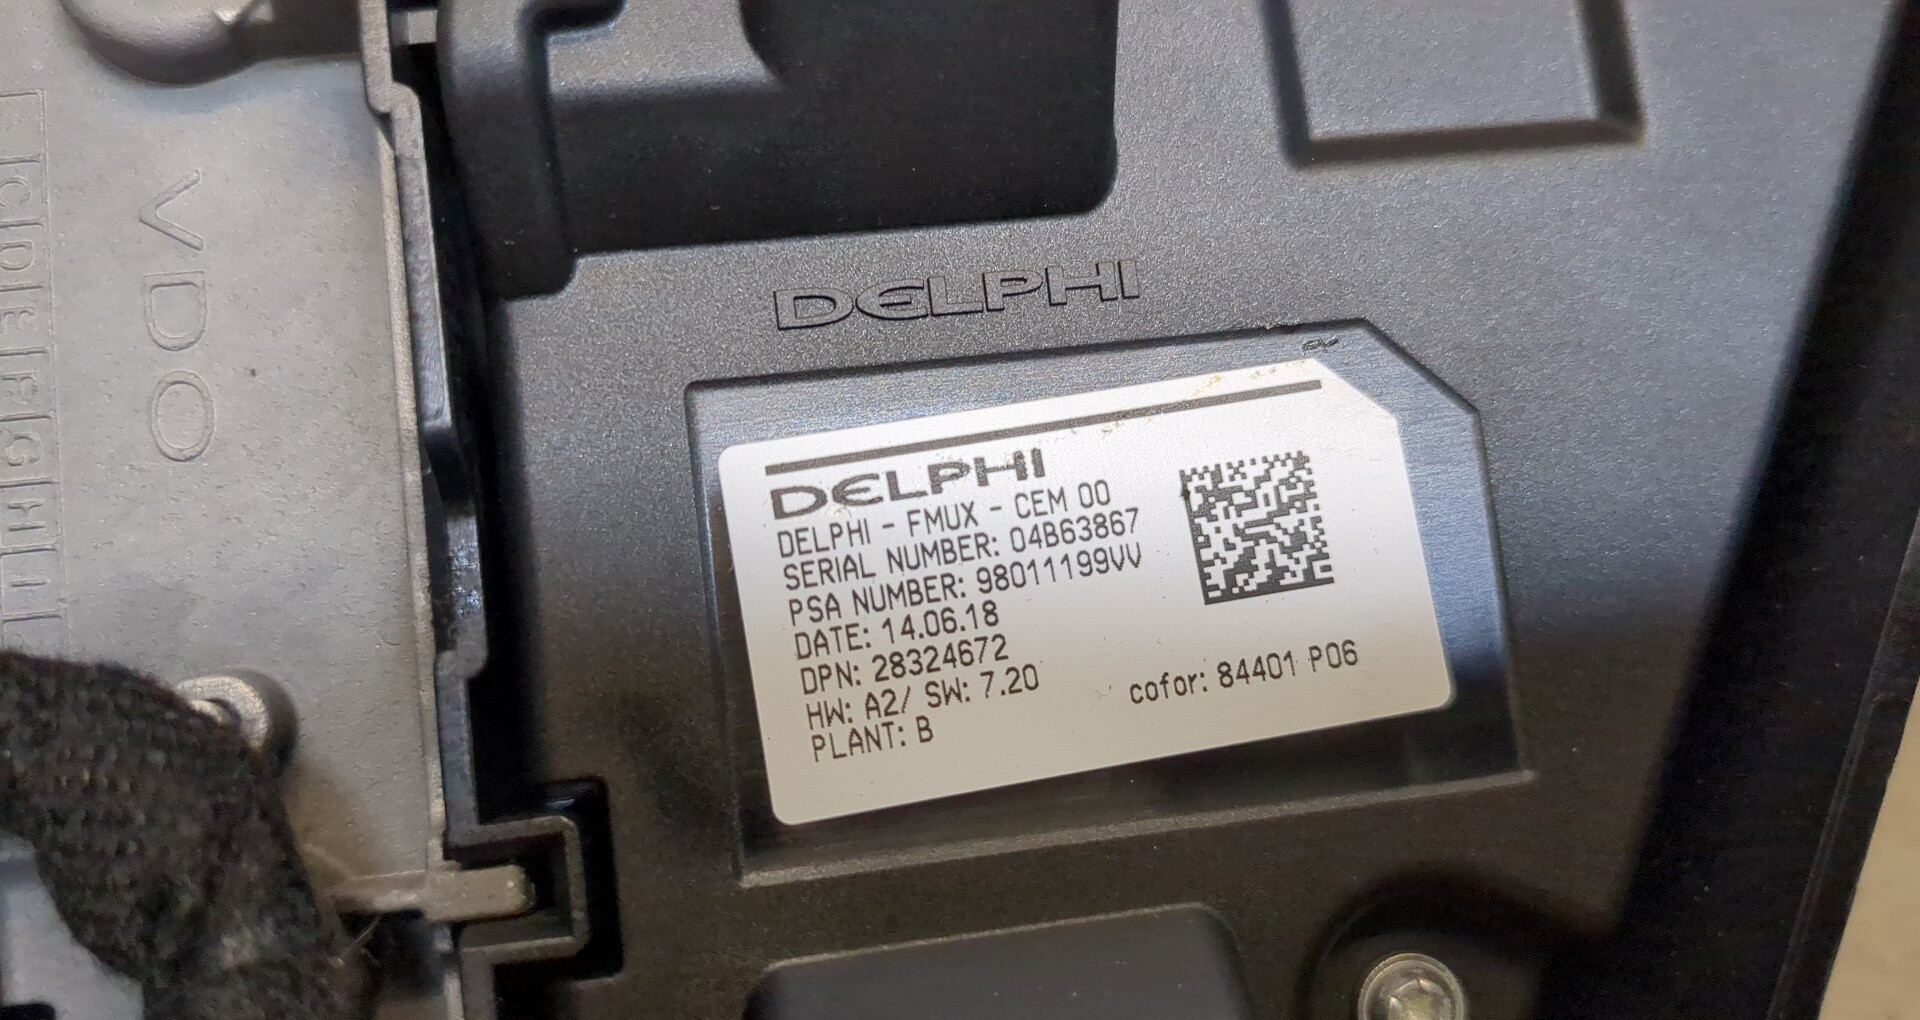 VDO
C D E F G H I
DELPHI
DELPHI
DELPHI - FMUX - CEM 00
SERIAL NUMBER: 04B63867
PSA NUMBER: 98011199VV
DATE: 14.06.18
DPN: 28324672
HW: A2/ SW: 7.20
PLANT: B
cofor: 84401 P06